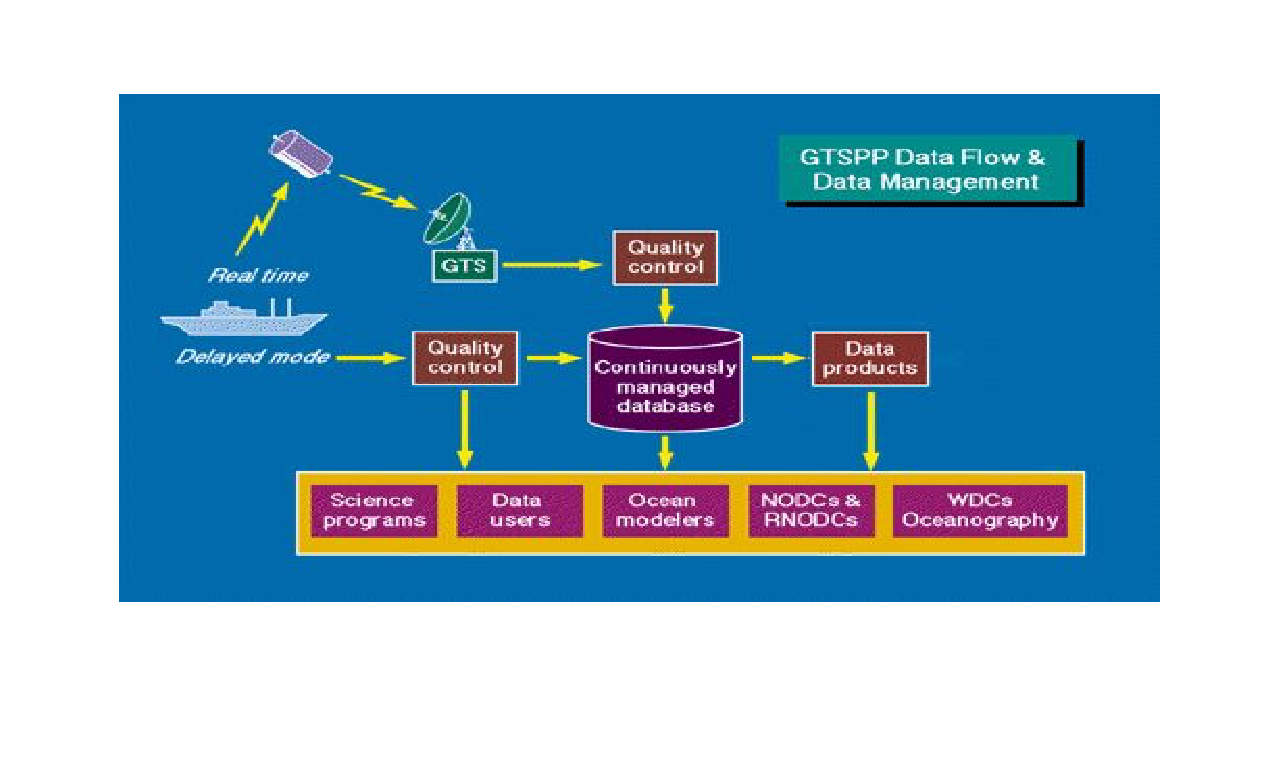 GTSPP Data Flow &
Data Management
Real time
GTS
Quality
control
Delayed mode
Quality
control
Continuously
managed
database
Data
products
Science
programs
Data
users
Ocean
modelers
NODCs &
RNODCs
WDCs
Oceanography